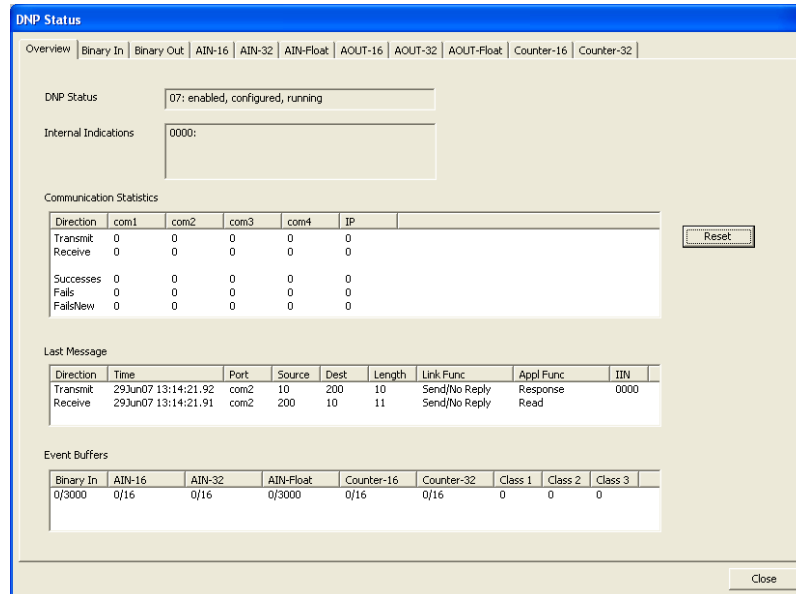 DNP Status
Overview Binary In Binary Out AIN-16 AIN-32 AIN-Float AOUT-16 AOUT-32 AOUT-Float Counter-16 Counter-32
DNP Status 07: enabled, configured, running
Internal Indications 0000:
Communication Statistics
Direction com1 com2 com3 com4 IP
Transmit 0 0 0 0 0
Receive 0 0 0 0 0
Reset
Successes 0 0 0 0 0
Fails 0 0 0 0 0
FailsNew 0 0 0 0 0
Last Message
Direction Time Port Source Dest Length Link Func Appl Func IIN
Transmit 29Jun07 13:14:21.92 com2 10 200 10 Send/No Reply Response 0000
Receive 29Jun07 13:14:21.91 com2 200 10 11 Send/No Reply Read
Event Buffers
Binary In AIN-16 AIN-32 AIN-Float Counter-16 Counter-32 Class 1 Class 2 Class 3
0/3000 0/16 0/16 0/3000 0/16 0/16 0 0 0
Close